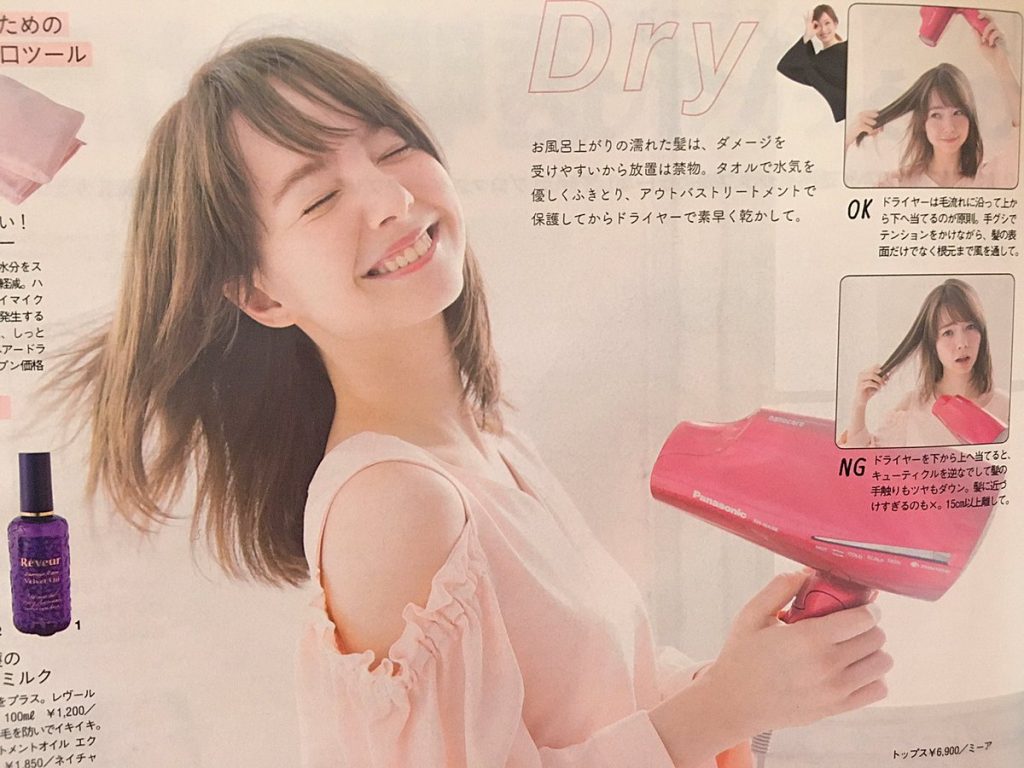 ための
口ツール
い！
ー
水分をス
軽減。ハ
イマイク
発生する
、しっと
ヘアードラ
プン価格
Rêveur
Velvet Oil
2
1
の
ミルク
をプラス。レヴール
100㎖ ¥1,200／
毛を防いでイキイキ。
トメントオイル エク
¥1,850／ネイチャ
Dry
お風呂上がりの濡れた髪は、ダメージを
受けやすいから放置は禁物。タオルで水気を
優しくふきとり、アウトバストリートメントで
保護してからドライヤーで素早く乾かして。
OK
ドライヤーは毛流れに沿って上か
ら下へ当てるのが原則。手グシで
テンションをかけながら、髪の表
面だけでなく根元まで風を通して。
NG
ドライヤーを下から上へ当てると、
キューティクルを逆なでして髪の
手触りもツヤもダウン。髪に近づ
けすぎるのも×。15㎝以上離して。
nanocare
Panasonic
トップス¥6,900／ミーア